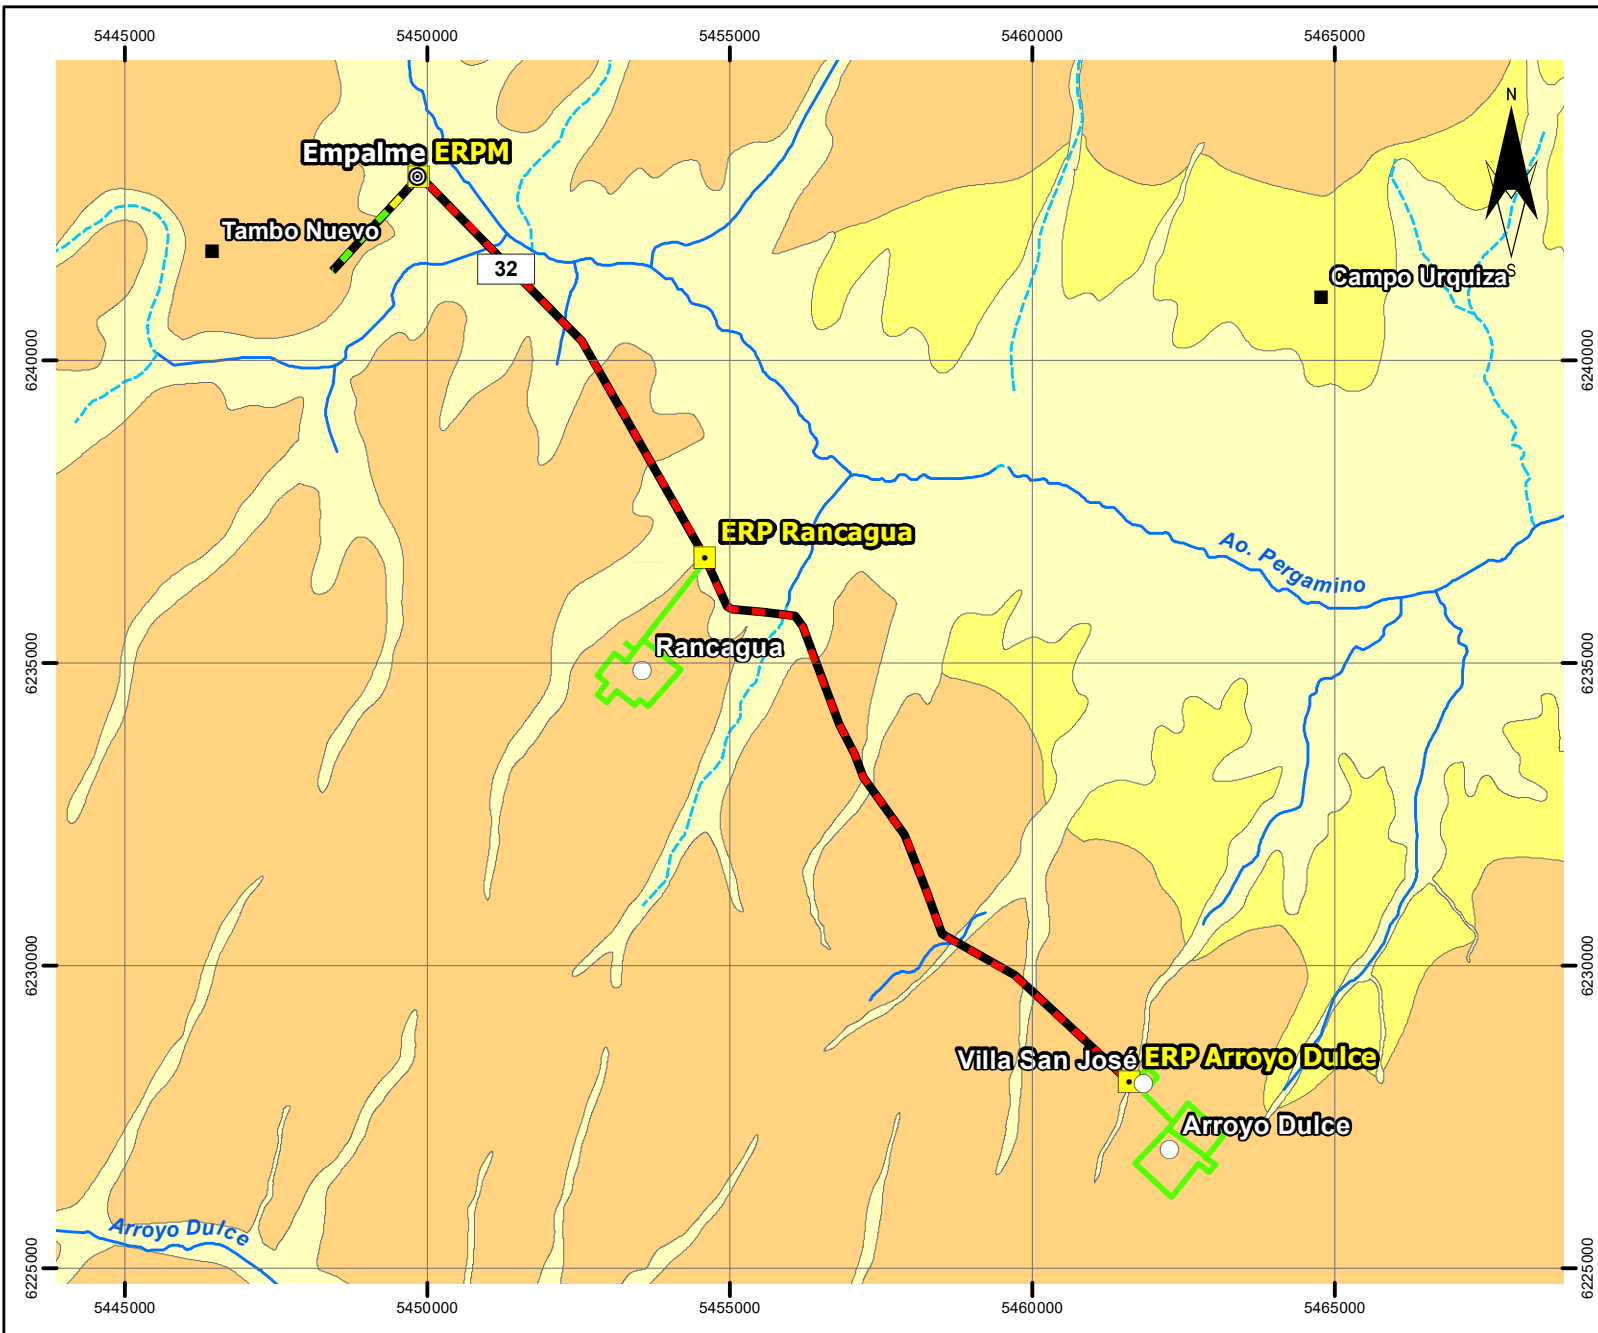 5445000 5450000 5455000 5460000 5465000
N
Empalme ERPM
Tambo Nuevo
32
S
Campo Urquiza
6240000 6240000
ERP Rancagua
Ao. Pergamino
Rancagua
6235000 6235000
6230000 6230000
Villa San José ERP Arroyo Dulce
Arroyo Dulce
Arroyo Dulce
6225000 6225000
5445000 5450000 5455000 5460000 5465000